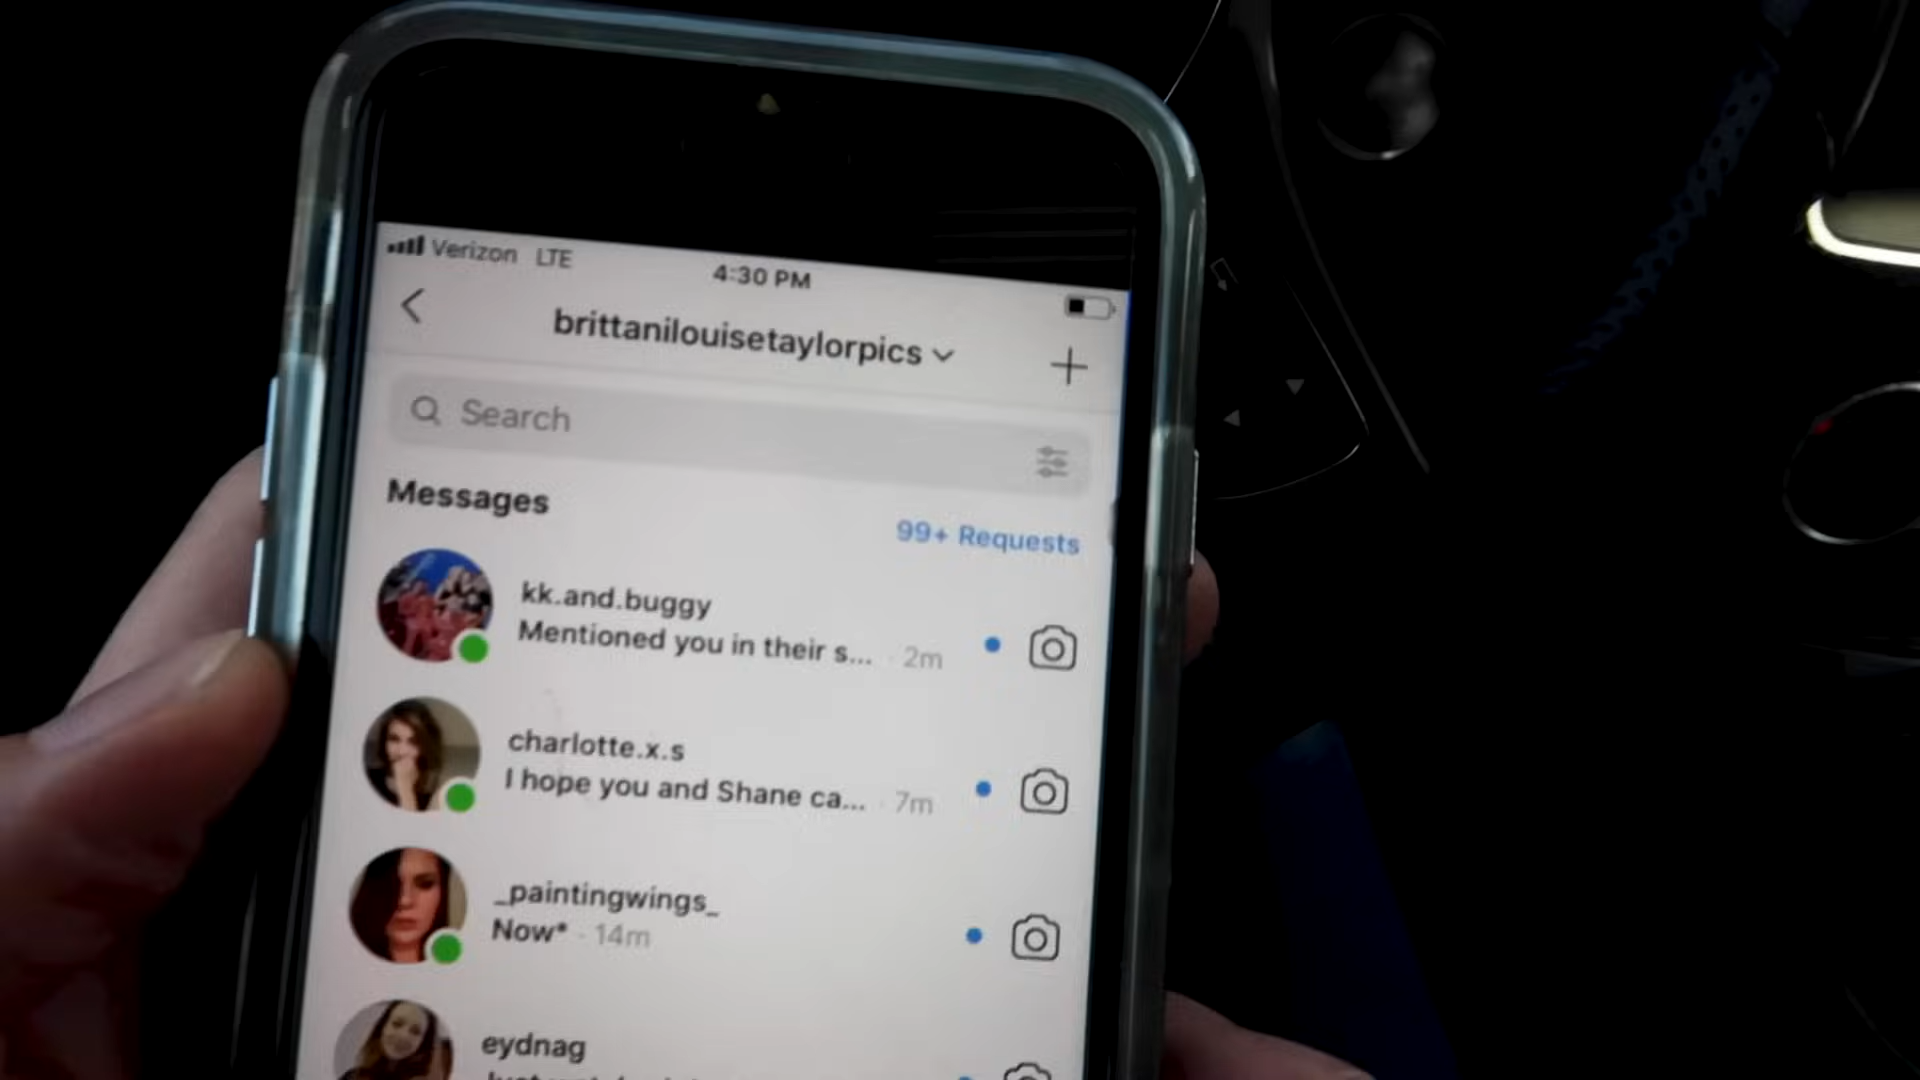 Verizon LTE
4:30 PM
brittanilouisetaylorpics
Search
Messages
99+ Requests
kk.and.buggy
Mentioned you in their s... · 2m
charlotte.x.s
I hope you and Shane ca... · 7m
_paintingwings_
Now* · 14m
eydnag